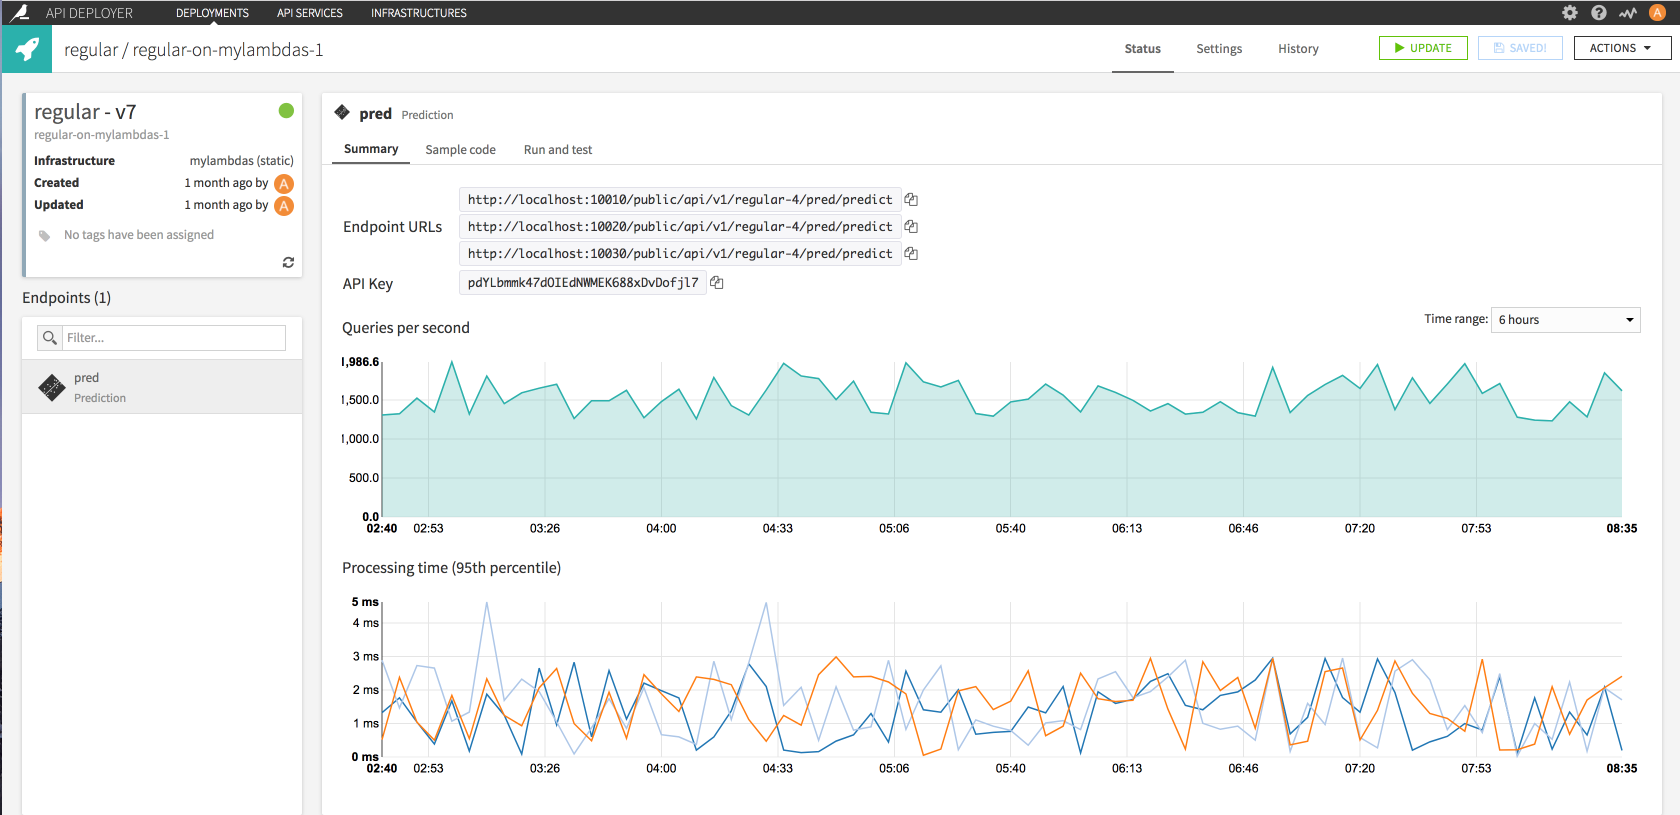 API DEPLOYER DEPLOYMENTS API SERVICES INFRASTRUCTURES A
regular / regular-on-mylambdas-1 Status Settings History UPDATE SAVED! ACTIONS
regular - v7
regular-on-mylambdas-1
Infrastructure mylambdas (static)
Created 1 month ago by A
Updated 1 month ago by A
No tags have been assigned
Endpoints (1)
Filter...
pred
Prediction
pred Prediction
Summary Sample code Run and test
Endpoint URLs
http://localhost:10010/public/api/v1/regular-4/pred/predict
http://localhost:10020/public/api/v1/regular-4/pred/predict
http://localhost:10030/public/api/v1/regular-4/pred/predict
API Key pdYLbmmk47dOIEdNWMEK688xDvDofjl7
Queries per second
Time range: 6 hours
1,986.6
1,500.0
1,000.0
500.0
0.0
02:40 02:53 03:26 04:00 04:33 05:06 05:40 06:13 06:46 07:20 07:53 08:35
Processing time (95th percentile)
5 ms
4 ms
3 ms
2 ms
1 ms
0 ms
02:40 02:53 03:26 04:00 04:33 05:06 05:40 06:13 06:46 07:20 07:53 08:35